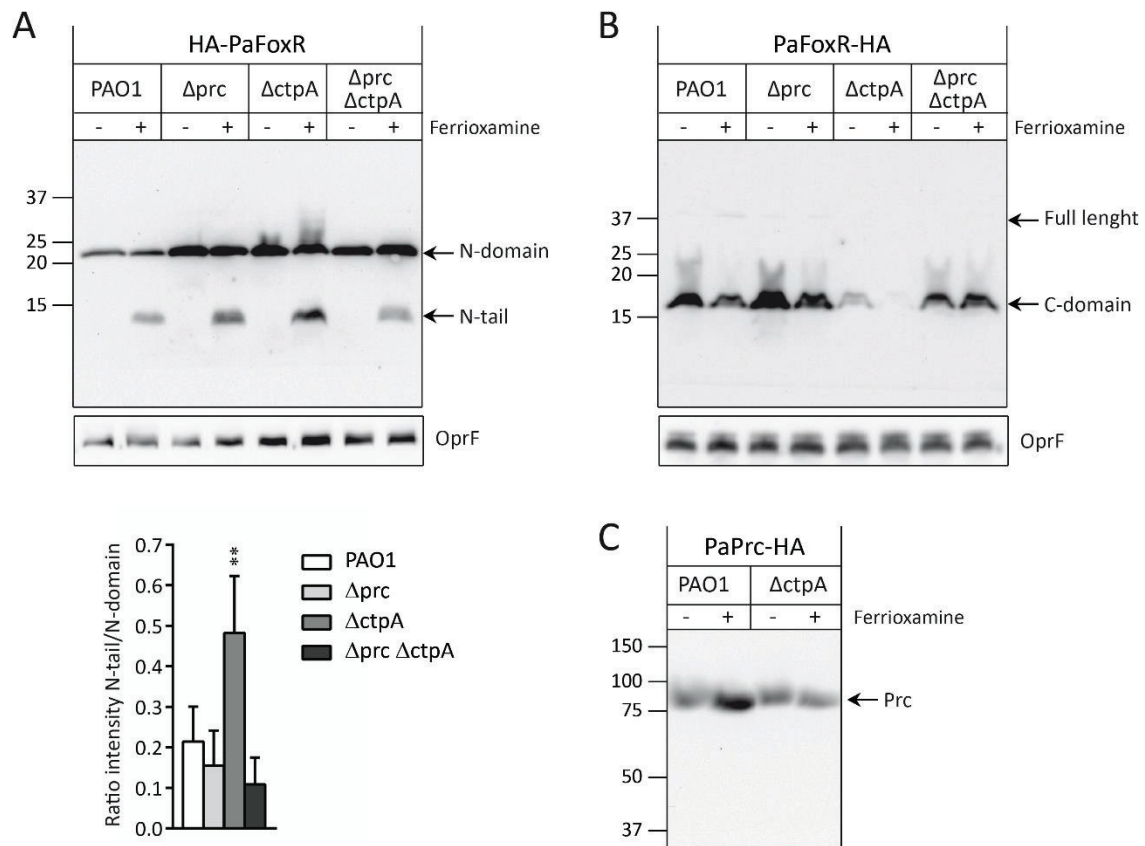 A
HA-PaFoxR
PAO1 Δprc ΔctpA Δprc ΔctpA
- + - + - + - + Ferrioxamine
37
25
20
15
N-domain
N-tail
OprF
B
PaFoxR-HA
PAO1 Δprc ΔctpA Δprc ΔctpA
- + - + - + - + Ferrioxamine
37
25
20
15
Full lenght
C-domain
OprF
Ratio intensity N-tail/N-domain
0.7
0.6
0.5
0.4
0.3
0.2
0.1
0.0
**
PAO1
Δprc
ΔctpA
Δprc ΔctpA
C
PaPrc-HA
PAO1 ΔctpA
- + - + Ferrioxamine
150
100
75
50
37
Prc